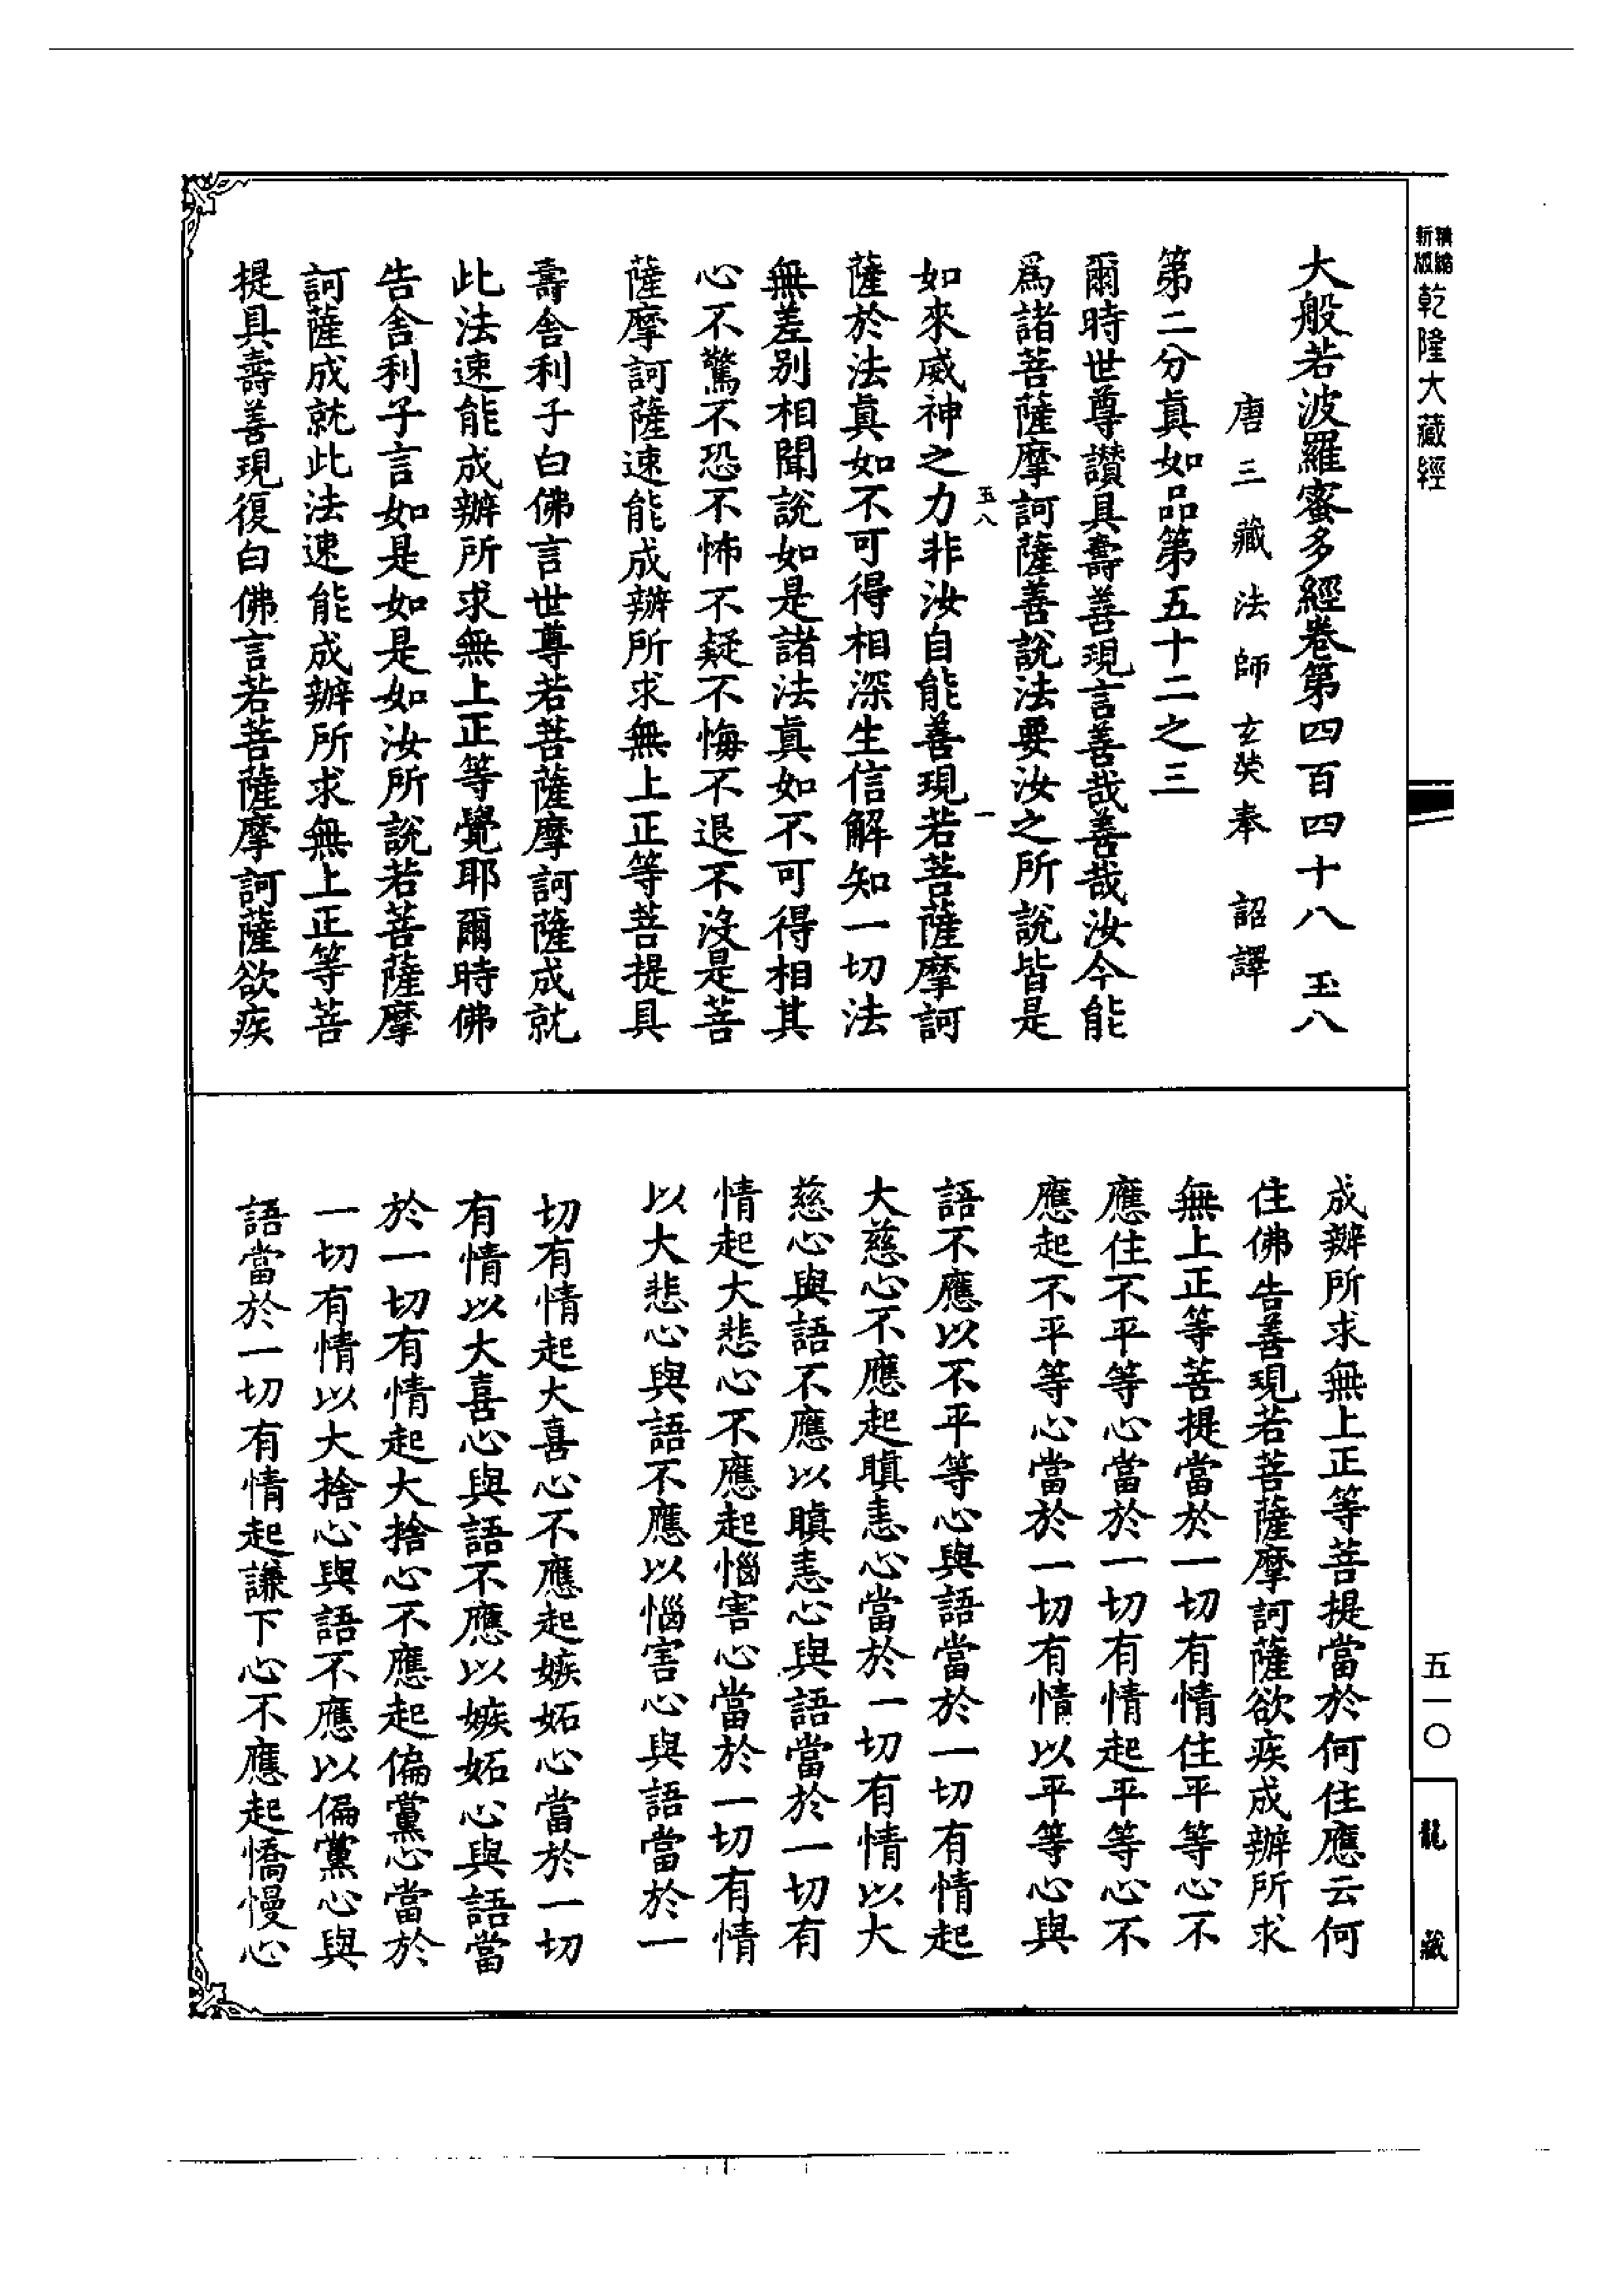 精縮
新版
乾隆大藏經
大般若波羅蜜多經卷第四百四十八　玉八
唐三藏法師玄奘奉　詔譯
第二分眞如品第五十二之三
爾時世尊讃具壽善現言善哉善哉汝今能
爲諸菩薩摩訶薩善說法要汝之所說皆是
玉八　一
如來威神之力非汝自能善現若菩薩摩訶
薩於法眞如不可得相深生信解知一切法
無差别相聞說如是諸法眞如不可得相其
心不驚不恐不怖不疑不悔不退不沒是菩
薩摩訶薩速能成辦所求無上正等菩提具
壽舍利子白佛言世尊若菩薩摩訶薩成就
此法速能成辦所求無上正等覺耶爾時佛
告舍利子言如是如是如汝所說若菩薩摩
訶薩成就此法速能成辦所求無上正等菩
提具壽善現復白佛言若菩薩摩訶薩欲疾
成辦所求無上正等菩提當於何住應云何
住佛告善現若菩薩摩訶薩欲疾成辦所求
無上正等菩提當於一切有情住平等心不
應住不平等心當於一切有情起平等心不
應起不平等心當於一切有情以平等心與
語不應以不平等心與語當於一切有情起
大慈心不應起瞋恚心當於一切有情以大
慈心與語不應以瞋恚心與語當於一切有
情起大悲心不應起惱害心當於一切有情
以大悲心與語不應以惱害心與語當於一
切有情起大喜心不應起嫉妬心當於一切
有情以大喜心與語不應以嫉妬心與語當
於一切有情起大捨心不應起偏黨心當於
一切有情以大捨心與語不應以偏黨心與
語當於一切有情起謙下心不應起憍慢心
五一〇
龍藏